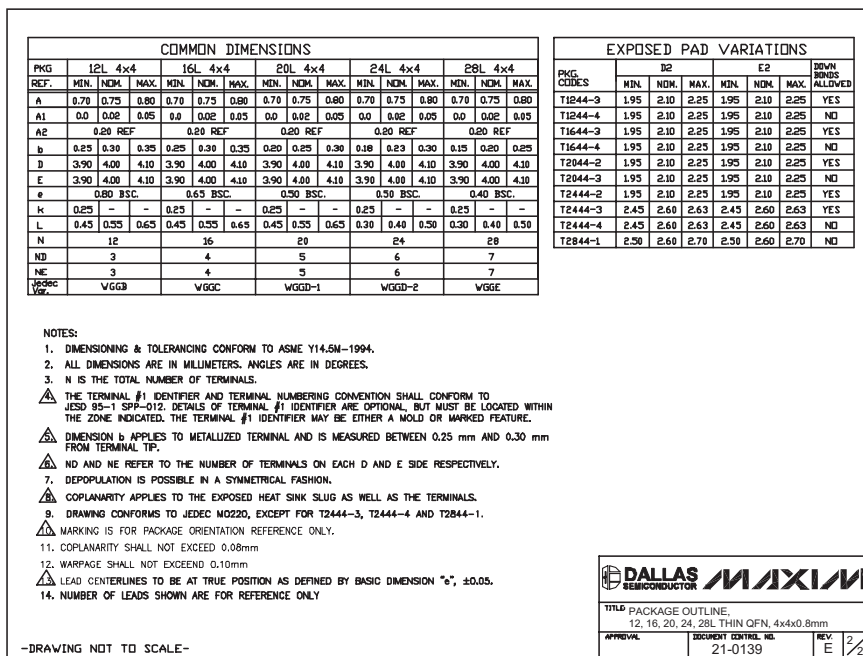 COMMON DIMENSIONS
PKG 12L 4x4 16L 4x4 20L 4x4 24L 4x4 28L 4x4
REF. MIN. NOM. MAX. MIN. NOM. MAX. MIN. NOM. MAX. MIN. NOM. MAX. MIN. NOM. MAX.
A 0.70 0.75 0.80 0.70 0.75 0.80 0.70 0.75 0.80 0.70 0.75 0.80 0.70 0.75 0.80
A1 0.0 0.02 0.05 0.0 0.02 0.05 0.0 0.02 0.05 0.0 0.02 0.05 0.0 0.02 0.05
A2 0.20 REF 0.20 REF 0.20 REF 0.20 REF 0.20 REF
b 0.25 0.30 0.35 0.25 0.30 0.35 0.20 0.25 0.30 0.18 0.23 0.30 0.15 0.20 0.25
D 3.90 4.00 4.10 3.90 4.00 4.10 3.90 4.00 4.10 3.90 4.00 4.10 3.90 4.00 4.10
E 3.90 4.00 4.10 3.90 4.00 4.10 3.90 4.00 4.10 3.90 4.00 4.10 3.90 4.00 4.10
e 0.80 BSC. 0.65 BSC. 0.50 BSC. 0.50 BSC. 0.40 BSC.
k 0.25 - - 0.25 - - 0.25 - - 0.25 - - 0.25 - -
L 0.45 0.55 0.65 0.45 0.55 0.65 0.45 0.55 0.65 0.30 0.40 0.50 0.30 0.40 0.50
N 12 16 20 24 28
ND 3 4 5 6 7
NE 3 4 5 6 7
Jedec Var. WGGB WGGC WGGD-1 WGGD-2 WGGE
EXPOSED PAD VARIATIONS
PKG. CODES D2 E2 DOWN BONDS ALLOWED
MIN. NOM. MAX. MIN. NOM. MAX.
T1244-3 1.95 2.10 2.25 1.95 2.10 2.25 YES
T1244-4 1.95 2.10 2.25 1.95 2.10 2.25 NO
T1644-3 1.95 2.10 2.25 1.95 2.10 2.25 YES
T1644-4 1.95 2.10 2.25 1.95 2.10 2.25 NO
T2044-2 1.95 2.10 2.25 1.95 2.10 2.25 YES
T2044-3 1.95 2.10 2.25 1.95 2.10 2.25 NO
T2444-2 1.95 2.10 2.25 1.95 2.10 2.25 YES
T2444-3 2.45 2.60 2.63 2.45 2.60 2.63 YES
T2444-4 2.45 2.60 2.63 2.45 2.60 2.63 NO
T2844-1 2.50 2.60 2.70 2.50 2.60 2.70 NO
NOTES:
1. DIMENSIONING & TOLERANCING CONFORM TO ASME Y14.5M-1994.
2. ALL DIMENSIONS ARE IN MILLIMETERS. ANGLES ARE IN DEGREES.
3. N IS THE TOTAL NUMBER OF TERMINALS.
4. THE TERMINAL #1 IDENTIFIER AND TERMINAL NUMBERING CONVENTION SHALL CONFORM TO
JESD 95-1 SPP-012. DETAILS OF TERMINAL #1 IDENTIFIER ARE OPTIONAL, BUT MUST BE LOCATED WITHIN
THE ZONE INDICATED. THE TERMINAL #1 IDENTIFIER MAY BE EITHER A MOLD OR MARKED FEATURE.
5. DIMENSION b APPLIES TO METALLIZED TERMINAL AND IS MEASURED BETWEEN 0.25 mm AND 0.30 mm
FROM TERMINAL TIP.
6. ND AND NE REFER TO THE NUMBER OF TERMINALS ON EACH D AND E SIDE RESPECTIVELY.
7. DEPOPULATION IS POSSIBLE IN A SYMMETRICAL FASHION.
8. COPLANARITY APPLIES TO THE EXPOSED HEAT SINK SLUG AS WELL AS THE TERMINALS.
9. DRAWING CONFORMS TO JEDEC MO220, EXCEPT FOR T2444-3, T2444-4 AND T2844-1.
10. MARKING IS FOR PACKAGE ORIENTATION REFERENCE ONLY.
11. COPLANARITY SHALL NOT EXCEED 0.08mm
12. WARPAGE SHALL NOT EXCEEND 0.10mm
13. LEAD CENTERLINES TO BE AT TRUE POSITION AS DEFINED BY BASIC DIMENSION "e", ±0.05.
14. NUMBER OF LEADS SHOWN ARE FOR REFERENCE ONLY
-DRAWING NOT TO SCALE-
DALLAS SEMICONDUCTOR MAXIM
TITLE: PACKAGE OUTLINE,
12, 16, 20, 24, 28L THIN QFN, 4x4x0.8mm
APPROVAL DOCUMENT CONTROL NO. REV.
21-0139 E 2/2